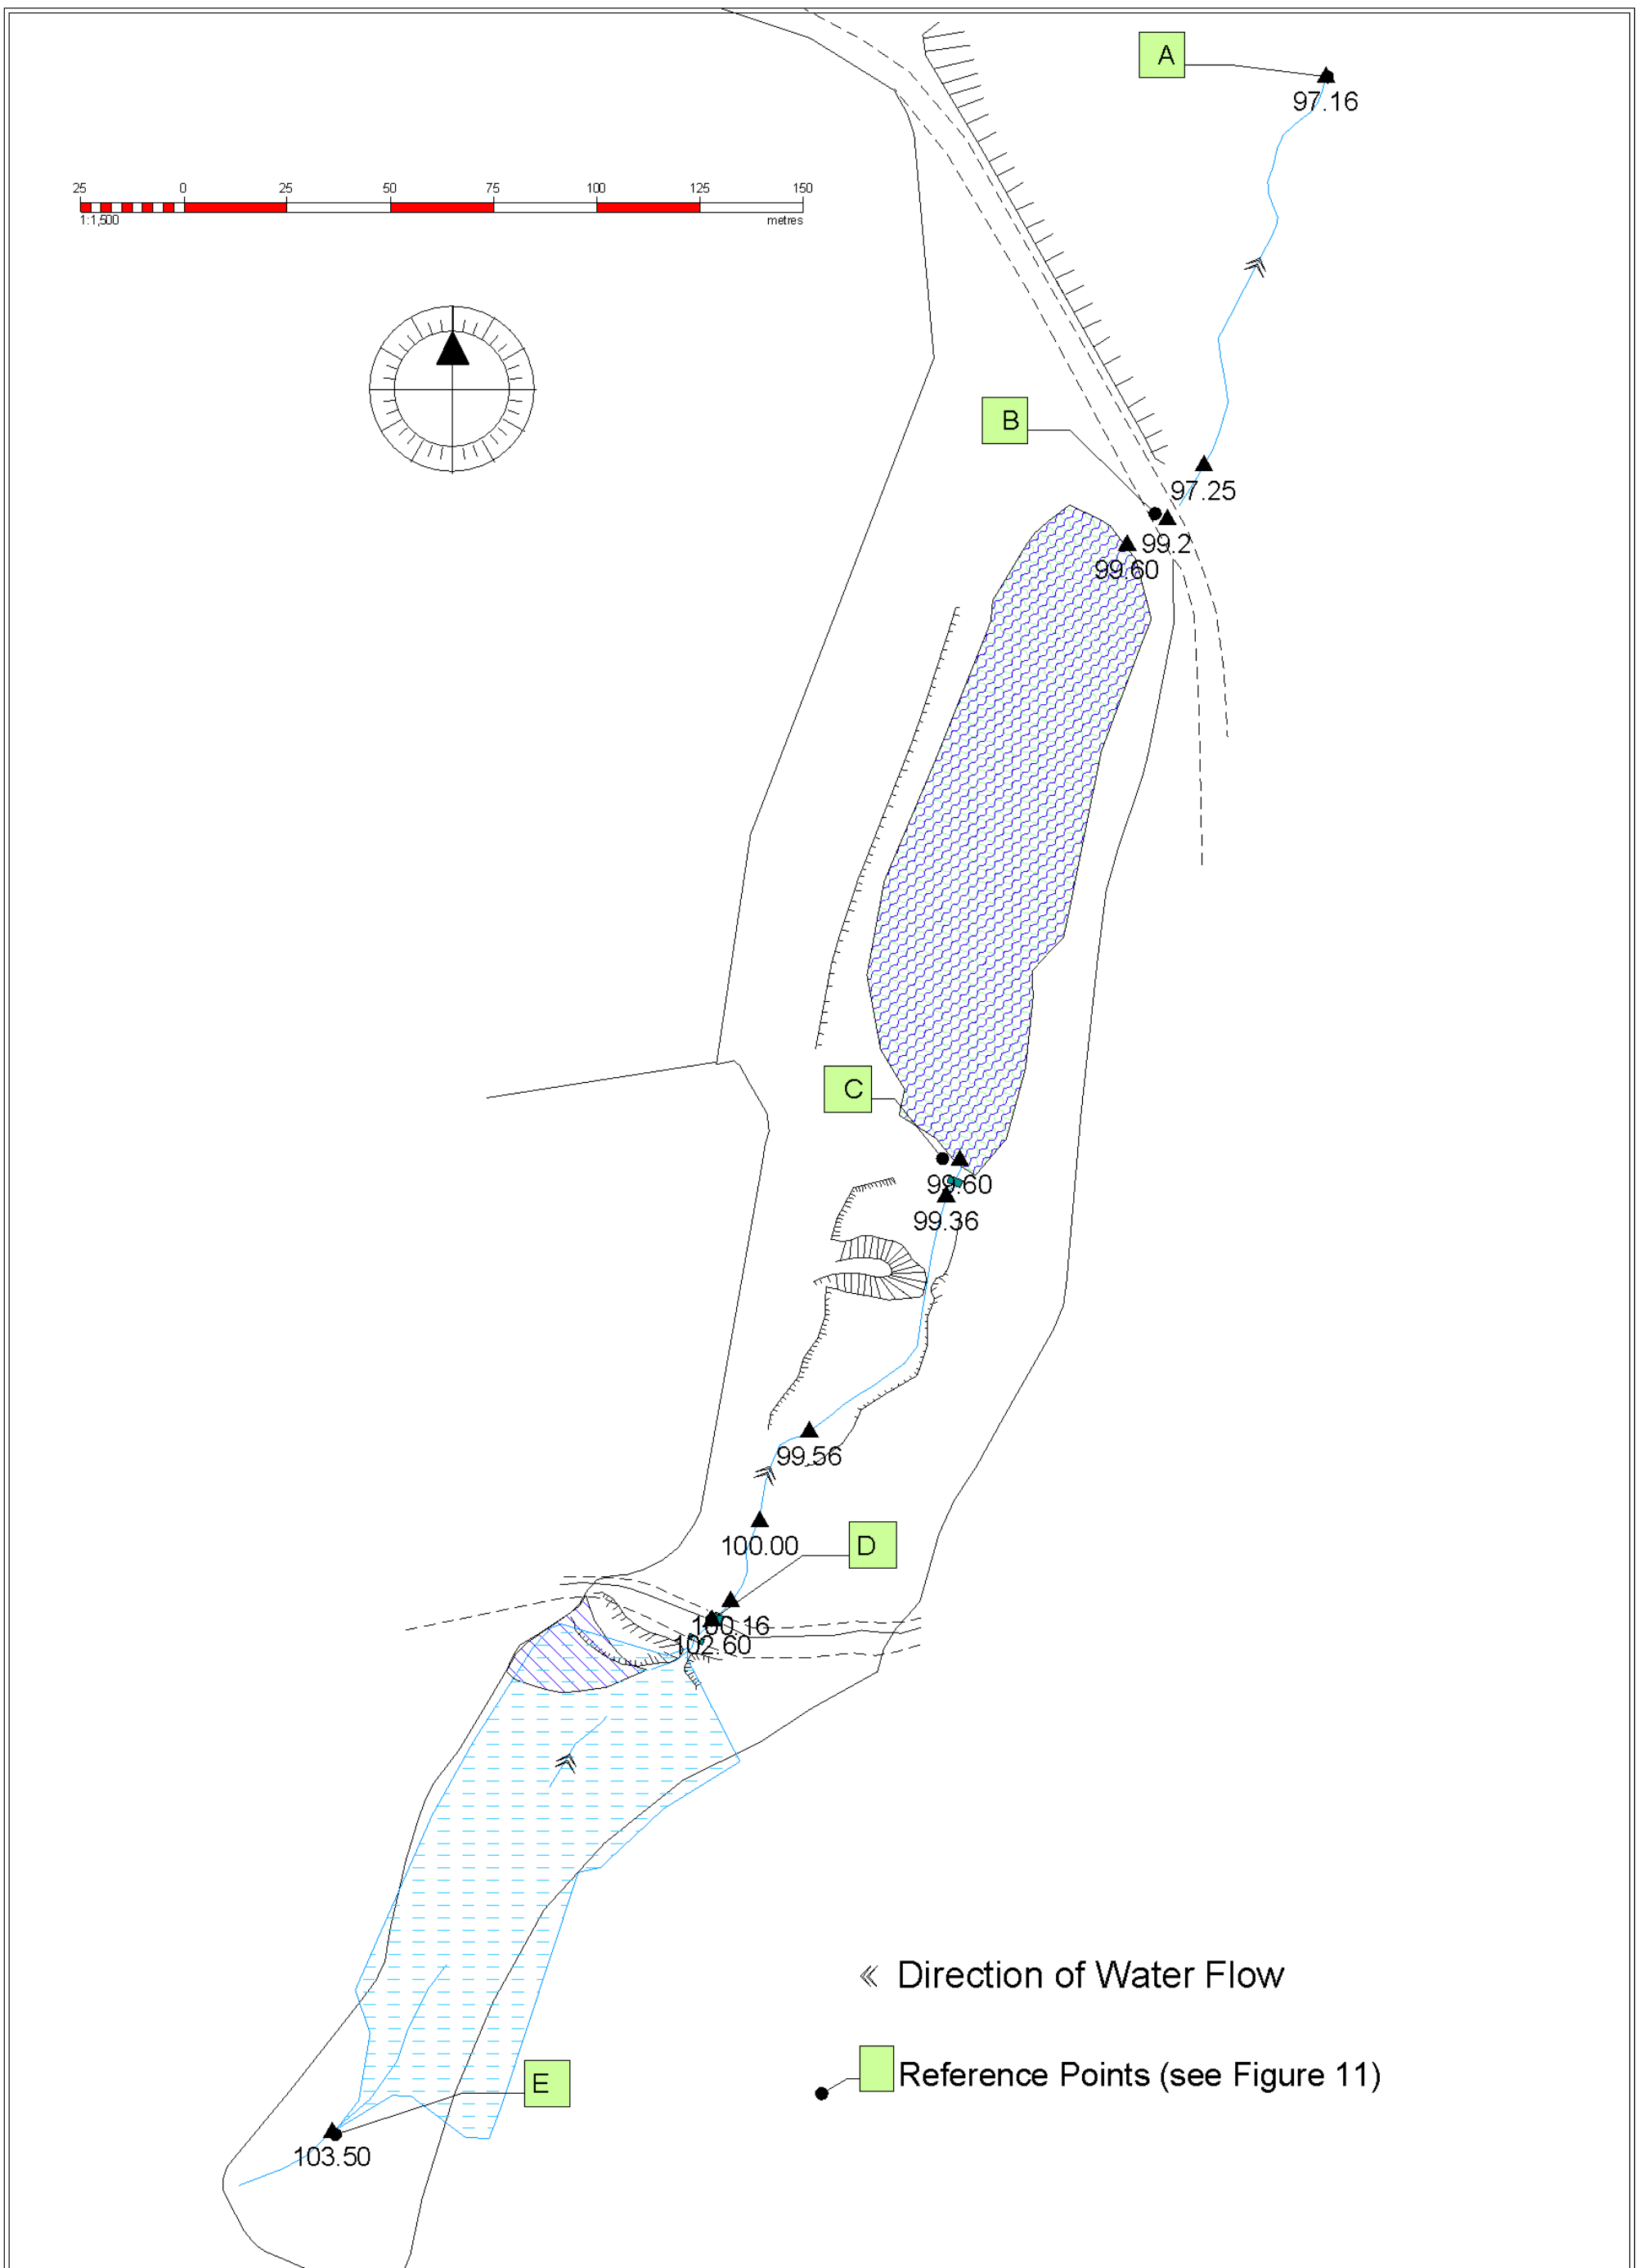 A
97.16
25 0 25 50 75 100 125 150
1:1,500 metres
B
97.25
99.2
99.60
C
99.60
99.36
99.56
100.00
D
100.16
102.60
Direction of Water Flow
Reference Points (see Figure 11)
E
103.50